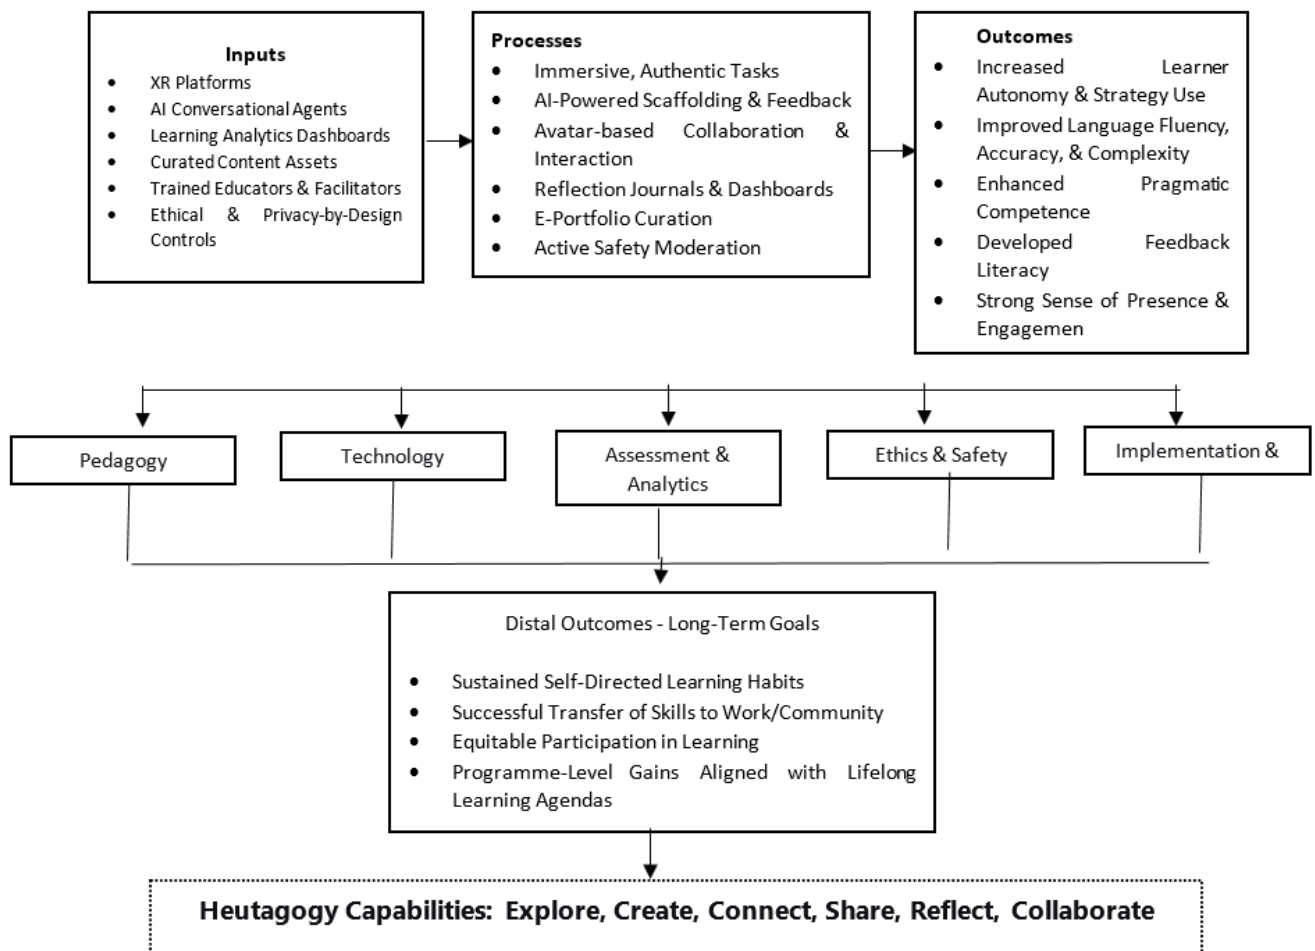 Inputs
• XR Platforms
• AI Conversational Agents
• Learning Analytics Dashboards
• Curated Content Assets
• Trained Educators & Facilitators
• Ethical & Privacy-by-Design
Controls
Processes
• Immersive, Authentic Tasks
• AI-Powered Scaffolding & Feedback
• Avatar-based Collaboration &
Interaction
• Reflection Journals & Dashboards
• E-Portfolio Curation
• Active Safety Moderation
Outcomes
• Increased Learner
Autonomy & Strategy Use
• Improved Language Fluency,
Accuracy, & Complexity
• Enhanced Pragmatic
Competence
• Developed Feedback
Literacy
• Strong Sense of Presence &
Engagemen
Pedagogy
Technology
Assessment &
Analytics
Ethics & Safety
Implementation &
Distal Outcomes - Long-Term Goals
• Sustained Self-Directed Learning Habits
• Successful Transfer of Skills to Work/Community
• Equitable Participation in Learning
• Programme-Level Gains Aligned with Lifelong
Learning Agendas
Heutagogy Capabilities: Explore, Create, Connect, Share, Reflect, Collaborate